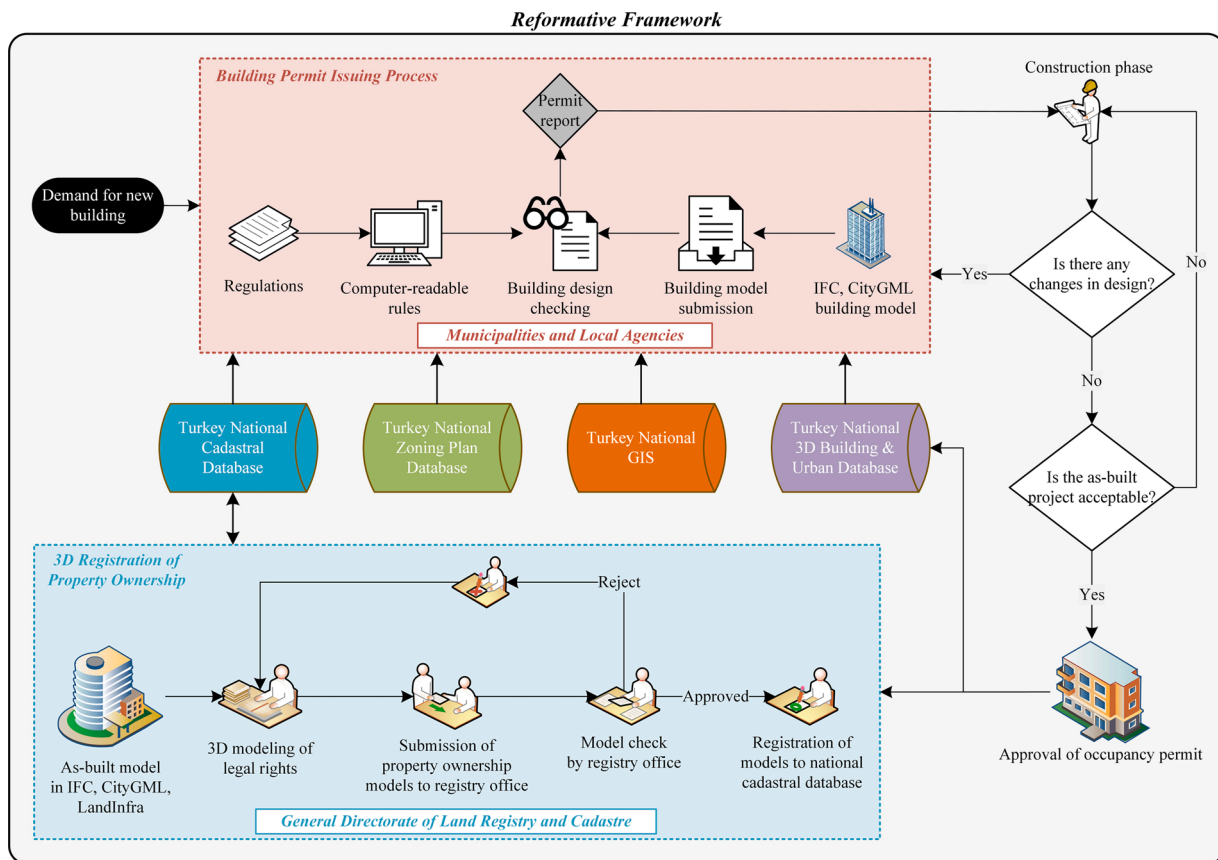 Reformative Framework
Building Permit Issuing Process
Permit
report
Construction phase
Demand for new
building
Regulations
Computer-readable
rules
Building design
checking
Building model
submission
IFC, CityGML
building model
Municipalities and Local Agencies
Yes
Is there any
changes in design?
No
No
Turkey National
Cadastral
Database
Turkey National
Zoning Plan
Database
Turkey National
GIS
Turkey National
3D Building &
Urban Database
Is the as-built
project acceptable?
Yes
3D Registration of
Property Ownership
Reject
Approved
As-built model
in IFC, CityGML,
LandInfra
3D modeling of
legal rights
Submission of
property ownership
models to registry office
Model check
by registry office
Registration of
models to national
cadastral database
Approval of occupancy permit
General Directorate of Land Registry and Cadastre